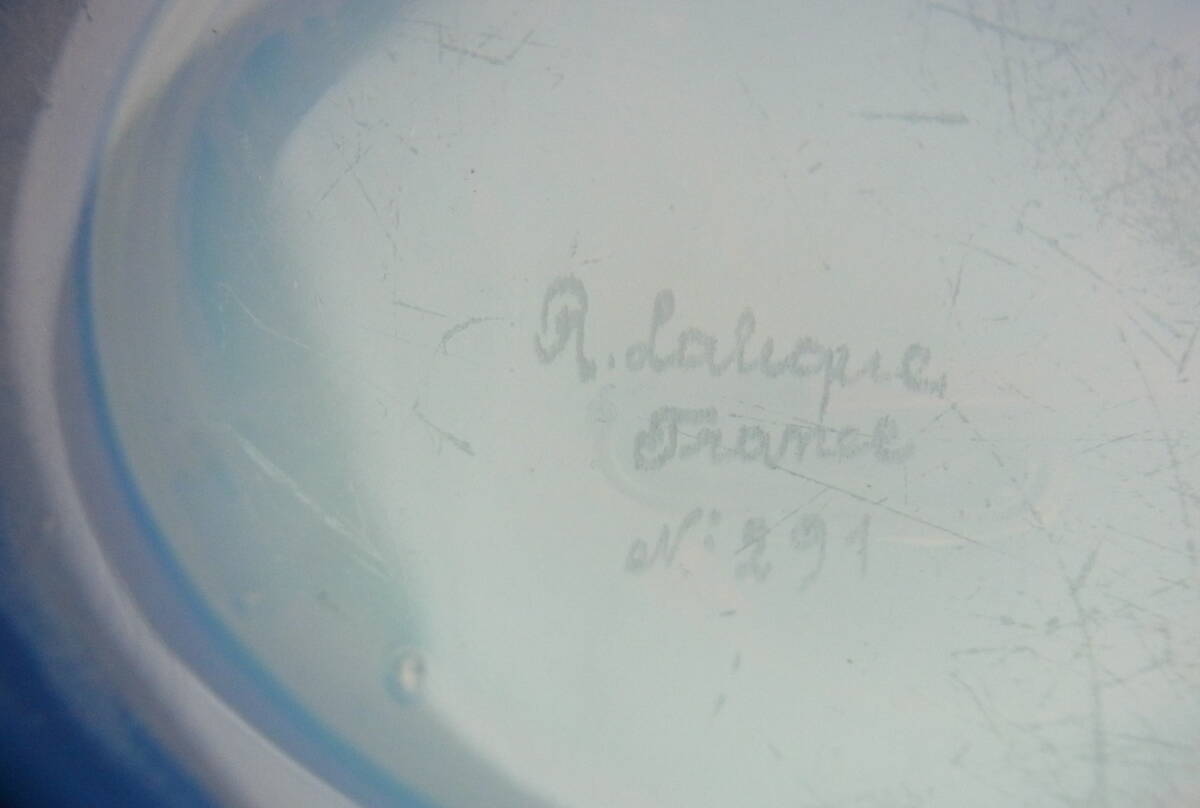 R. Lalique
France
N° 291